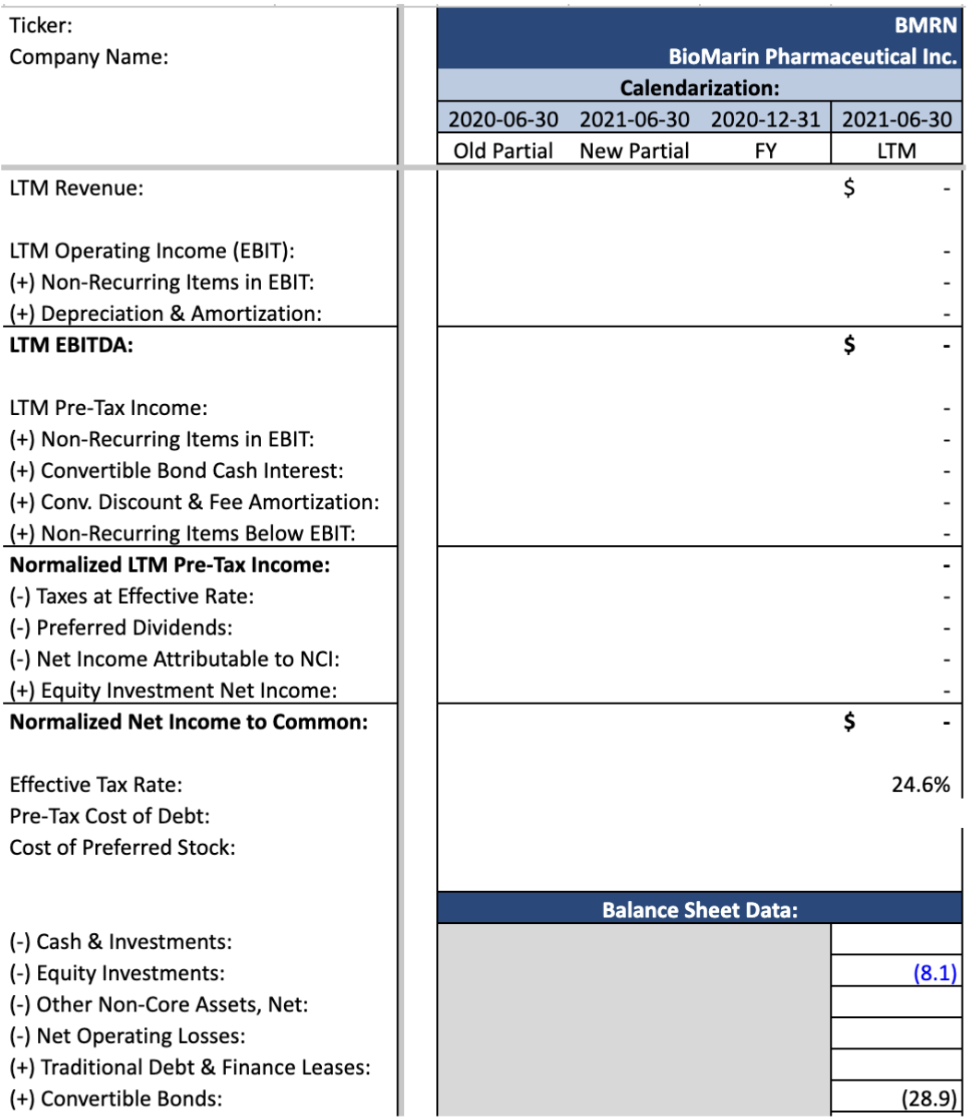 Ticker: BMRN
Company Name: BioMarin Pharmaceutical Inc.
Calendarization:
2020-06-30 2021-06-30 2020-12-31 2021-06-30
Old Partial New Partial FY LTM
LTM Revenue: $ -
LTM Operating Income (EBIT): -
(+) Non-Recurring Items in EBIT: -
(+) Depreciation & Amortization: -
LTM EBITDA: $ -
LTM Pre-Tax Income: -
(+) Non-Recurring Items in EBIT: -
(+) Convertible Bond Cash Interest: -
(+) Conv. Discount & Fee Amortization: -
(+) Non-Recurring Items Below EBIT: -
Normalized LTM Pre-Tax Income: -
(-) Taxes at Effective Rate: -
(-) Preferred Dividends: -
(-) Net Income Attributable to NCI: -
(+) Equity Investment Net Income: -
Normalized Net Income to Common: $ -
Effective Tax Rate: 24.6%
Pre-Tax Cost of Debt:
Cost of Preferred Stock:
Balance Sheet Data:
(-) Cash & Investments:
(-) Equity Investments: (8.1)
(-) Other Non-Core Assets, Net:
(-) Net Operating Losses:
(+) Traditional Debt & Finance Leases:
(+) Convertible Bonds: (28.9)